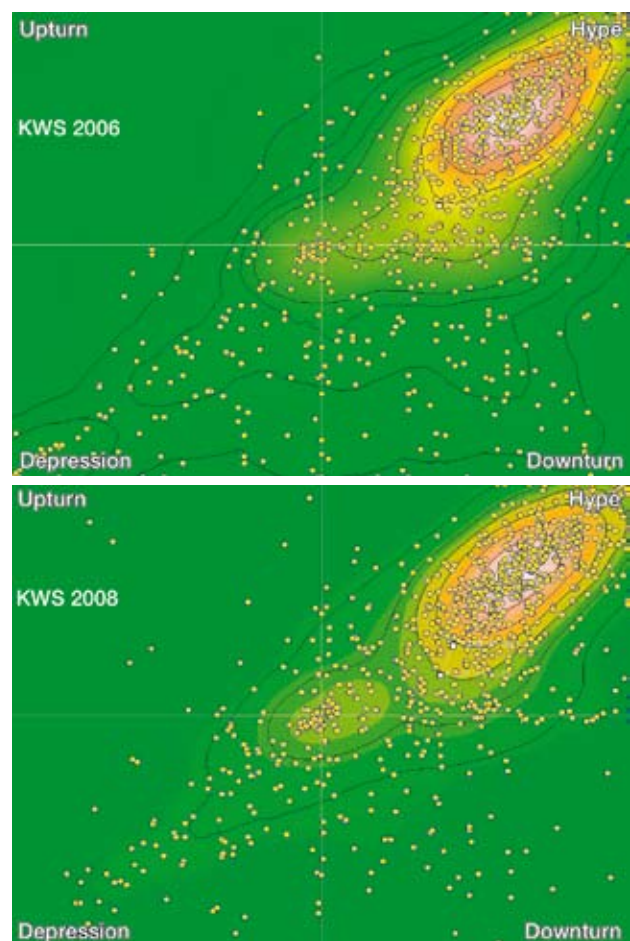 Upturn Hype
KWS 2006
Depression Downturn
Upturn Hype
KWS 2008
Depression Downturn